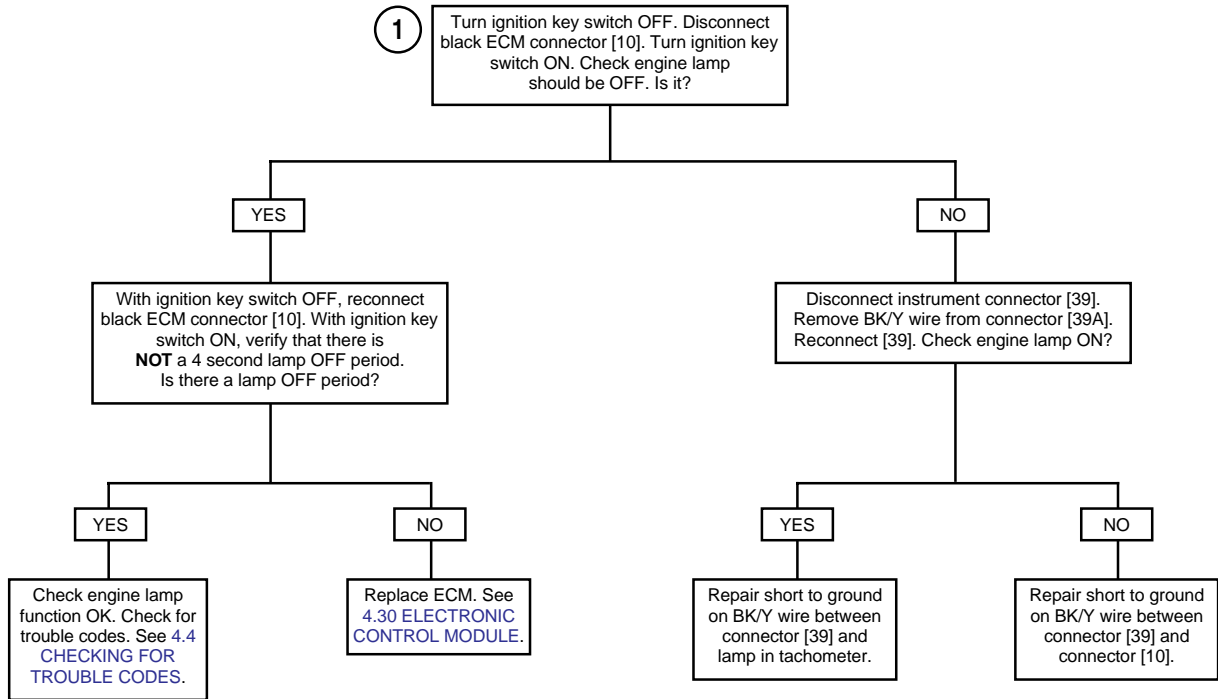 1
Turn ignition key switch OFF. Disconnect
black ECM connector [10]. Turn ignition key
switch ON. Check engine lamp
should be OFF. Is it?
YES
NO
With ignition key switch OFF, reconnect
black ECM connector [10]. With ignition key
switch ON, verify that there is
NOT a 4 second lamp OFF period.
Is there a lamp OFF period?
Disconnect instrument connector [39].
Remove BK/Y wire from connector [39A].
Reconnect [39]. Check engine lamp ON?
YES
NO
YES
NO
Check engine lamp
function OK. Check for
trouble codes. See 4.4
CHECKING FOR
TROUBLE CODES.
Replace ECM. See
4.30 ELECTRONIC
CONTROL MODULE.
Repair short to ground
on BK/Y wire between
connector [39] and
lamp in tachometer.
Repair short to ground
on BK/Y wire between
connector [39] and
connector [10].